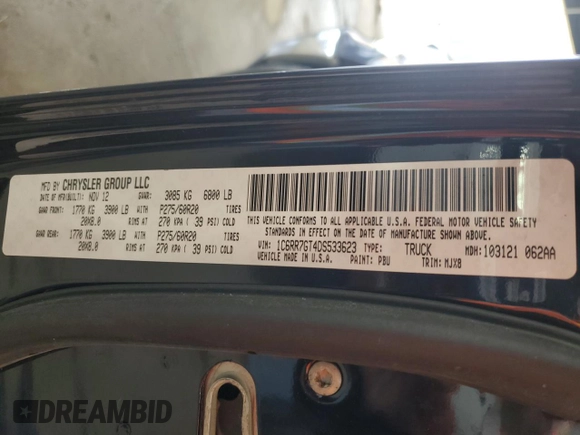 MFD BY CHRYSLER GROUP LLC
DATE OF MFR(BUILT): NOV 12 GVWR: 3085 KG 6800 LB
GAWR FRONT: 1770 KG 3900 LB WITH P275/60R20 TIRES
20X8.0 RIMS AT 270 KPA ( 39 PSI) COLD
GAWR REAR: 1770 KG 3900 LB WITH P275/60R20 TIRES
20X8.0 RIMS AT 270 KPA ( 39 PSI) COLD
THIS VEHICLE CONFORMS TO ALL APPLICABLE U.S.A. FEDERAL MOTOR VEHICLE SAFETY
STANDARDS IN EFFECT ON THE DATE OF MANUFACTURE SHOWN ABOVE.
VIN: 1C6RR7GT4DS533623 TYPE: TRUCK MDH: 103121 062AA
VEHICLE MADE IN U.S.A. PAINT: PBU TRIM: MJX8
DREAMBID